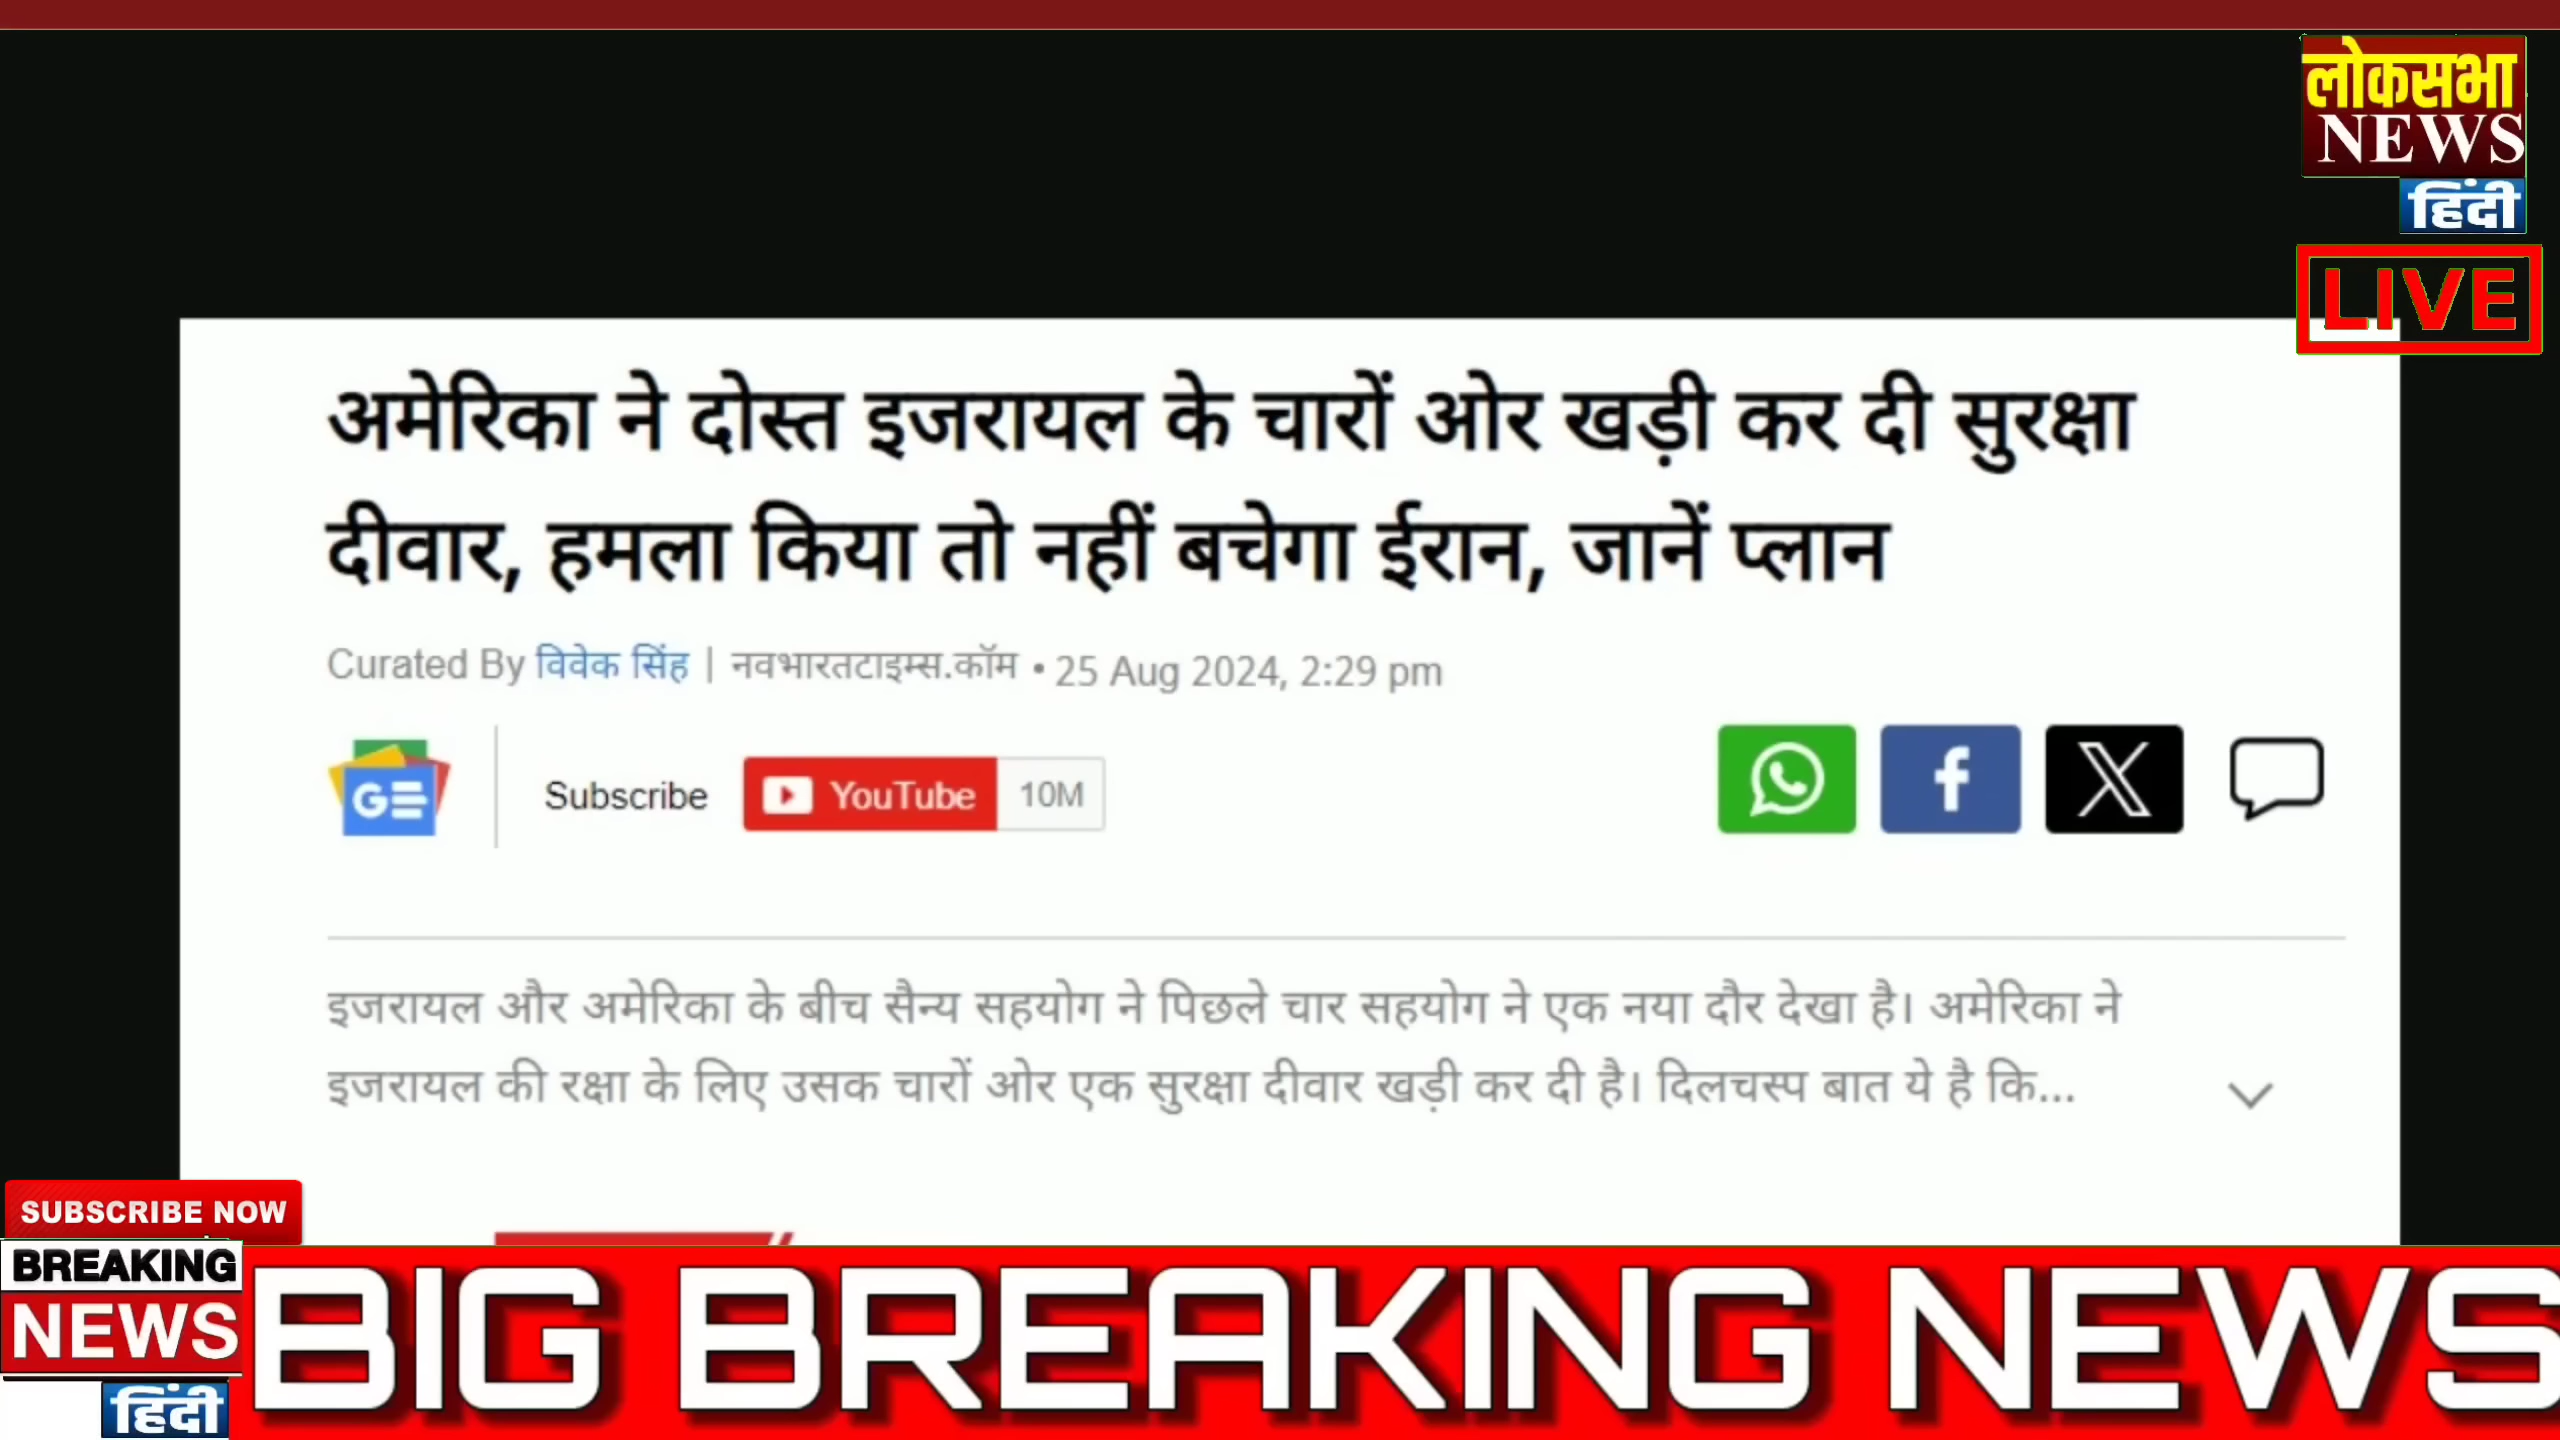 लोकसभा
NEWS
हिंदी
LIVE
अमेरिका ने दोस्त इजरायल के चारों ओर खड़ी कर दी सुरक्षा
दीवार, हमला किया तो नहीं बचेगा ईरान, जानें प्लान
Curated By विवेक सिंह | नवभारतटाइम्स.कॉम • 25 Aug 2024, 2:29 pm
GE
Subscribe YouTube 10M
इजरायल और अमेरिका के बीच सैन्य सहयोग ने पिछले चार सहयोग ने एक नया दौर देखा है। अमेरिका ने
इजरायल की रक्षा के लिए उसक चारों ओर एक सुरक्षा दीवार खड़ी कर दी है। दिलचस्प बात ये है कि...
SUBSCRIBE NOW
BREAKING
NEWS
हिंदी
BIG BREAKING NEWS